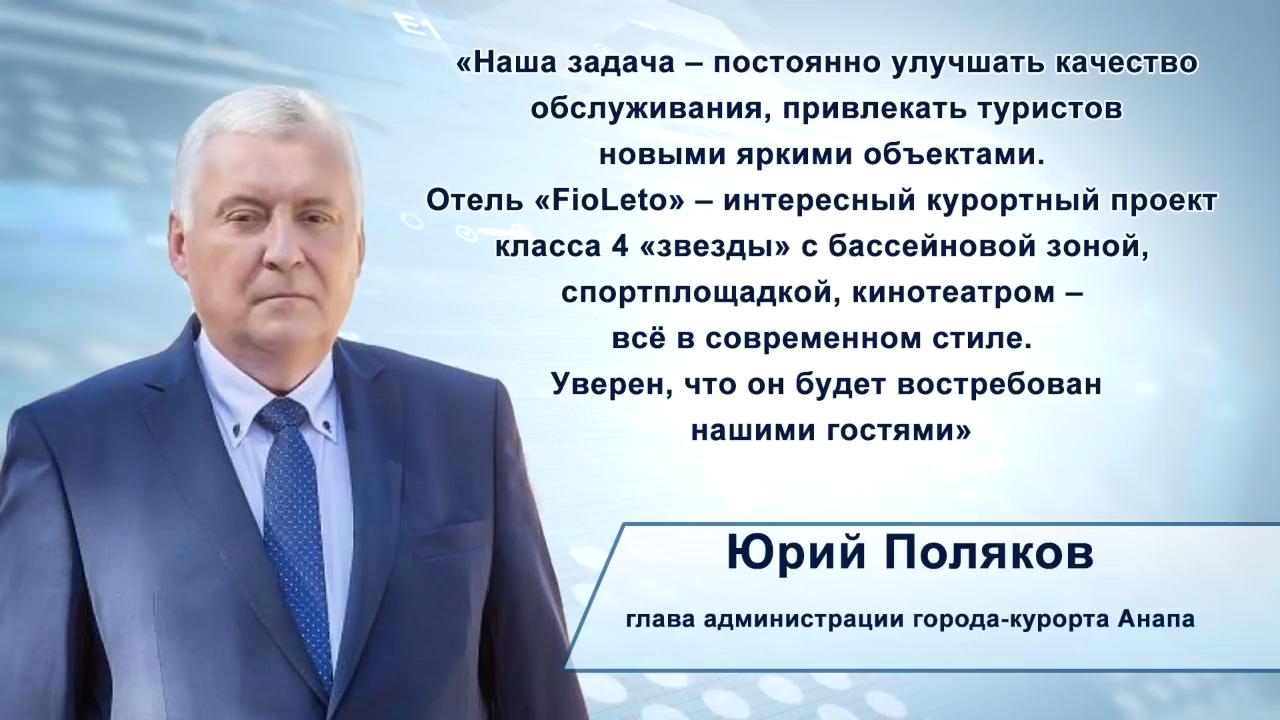 E1
«Наша задача – постоянно улучшать качество
обслуживания, привлекать туристов
новыми яркими объектами.
Отель «FioLeto» – интересный курортный проект
класса 4 «звезды» с бассейновой зоной,
спортплощадкой, кинотеатром –
всё в современном стиле.
Уверен, что он будет востребован
нашими гостями»
Юрий Поляков
глава администрации города-курорта Анапа